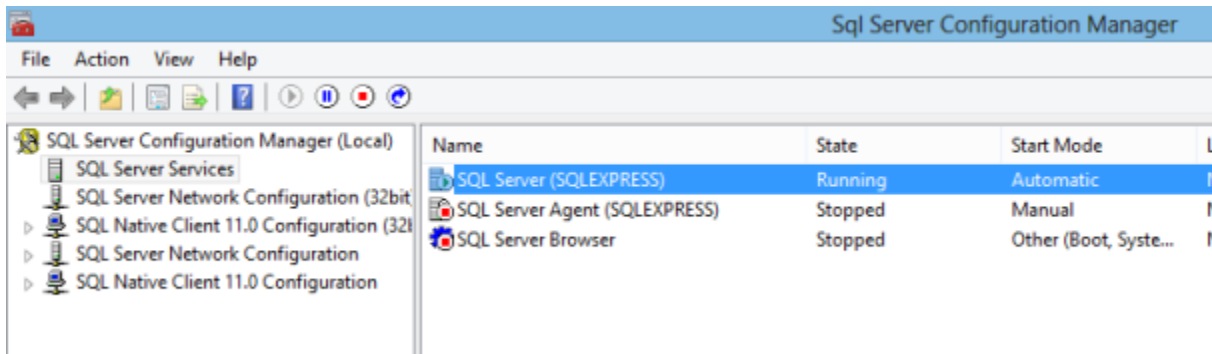 Sql Server Configuration Manager
File Action View Help
SQL Server Configuration Manager (Local)
SQL Server Services
SQL Server Network Configuration (32bit
SQL Native Client 11.0 Configuration (32
SQL Server Network Configuration
SQL Native Client 11.0 Configuration
Name State Start Mode
SQL Server (SQLEXPRESS) Running Automatic
SQL Server Agent (SQLEXPRESS) Stopped Manual
SQL Server Browser Stopped Other (Boot, Syste...